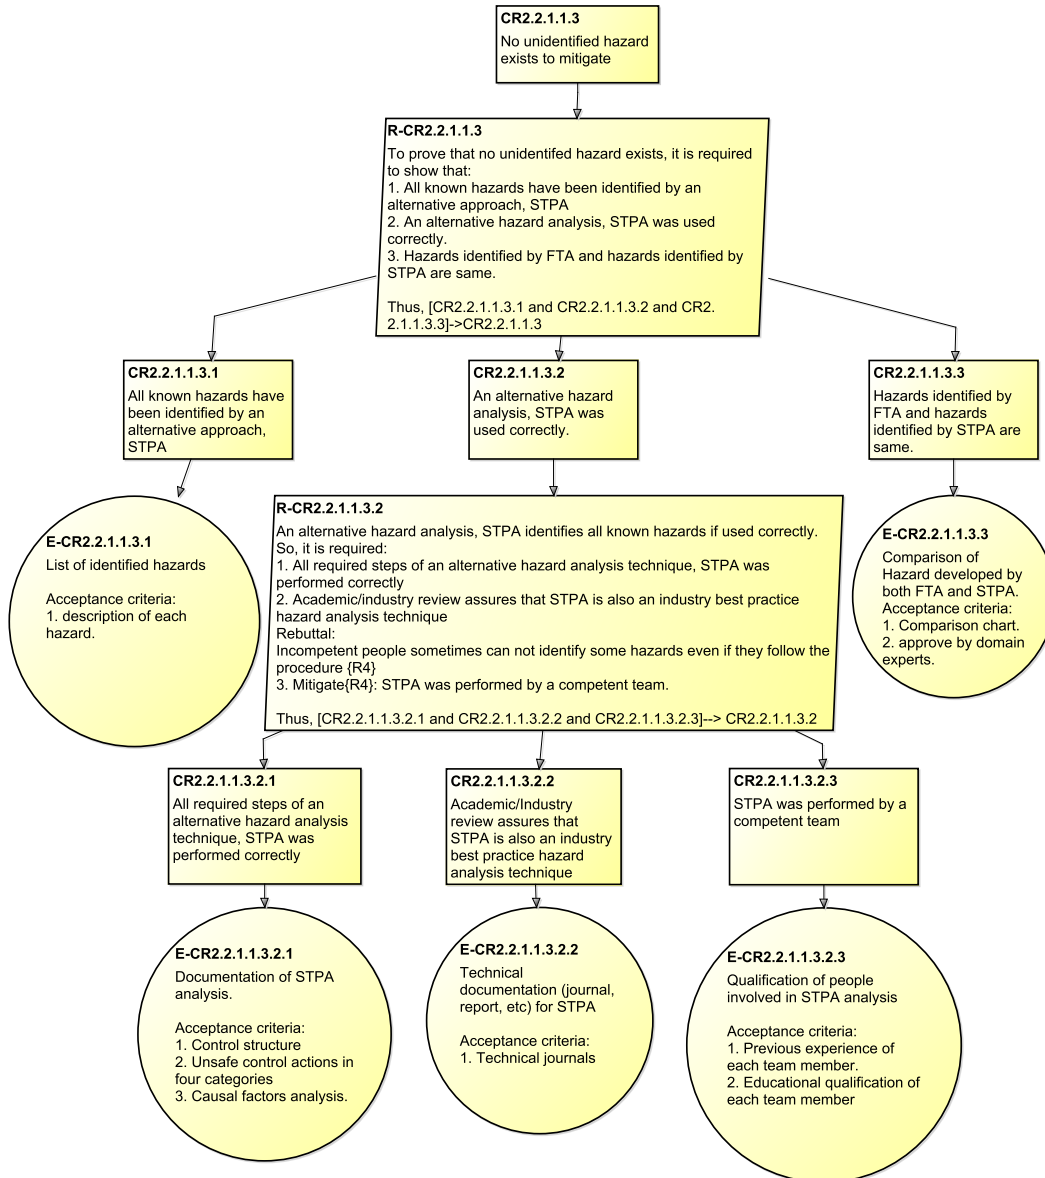 CR2.2.1.1.3
No unidentified hazard
exists to mitigate
R-CR2.2.1.1.3
To prove that no unidentifed hazard exists, it is required
to show that:
1. All known hazards have been identified by an
alternative approach, STPA
2. An alternative hazard analysis, STPA was used
correctly.
3. Hazards identified by FTA and hazards identified by
STPA are same.
Thus, [CR2.2.1.1.3.1 and CR2.2.1.1.3.2 and CR2.
2.1.1.3.3]->CR2.2.1.1.3
CR2.2.1.1.3.1
All known hazards have
been identified by an
alternative approach,
STPA
CR2.2.1.1.3.2
An alternative hazard
analysis, STPA was
used correctly.
CR2.2.1.1.3.3
Hazards identified by
FTA and hazards
identified by STPA are
same.
E-CR2.2.1.1.3.1
List of identified hazards
Acceptance criteria:
1. description of each
hazard.
R-CR2.2.1.1.3.2
An alternative hazard analysis, STPA identifies all known hazards if used correctly.
So, it is required:
1. All required steps of an alternative hazard analysis technique, STPA was
performed correctly
2. Academic/industry review assures that STPA is also an industry best practice
hazard analysis technique
Rebuttal:
Incompetent people sometimes can not identify some hazards even if they follow the
procedure {R4}
3. Mitigate{R4}: STPA was performed by a competent team.
Thus, [CR2.2.1.1.3.2.1 and CR2.2.1.1.3.2.2 and CR2.2.1.1.3.2.3]--> CR2.2.1.1.3.2
E-CR2.2.1.1.3.3
Comparison of
Hazard developed by
both FTA and STPA.
Acceptance criteria:
1. Comparison chart.
2. approve by domain
experts.
CR2.2.1.1.3.2.1
All required steps of an
alternative hazard analysis
technique, STPA was
performed correctly
CR2.2.1.1.3.2.2
Academic/Industry
review assures that
STPA is also an industry
best practice hazard
analysis technique
CR2.2.1.1.3.2.3
STPA was performed by a
competent team
E-CR2.2.1.1.3.2.1
Documentation of STPA
analysis.
Acceptance criteria:
1. Control structure
2. Unsafe control actions in
four categories
3. Causal factors analysis.
E-CR2.2.1.1.3.2.2
Technical
documentation (journal,
report, etc) for STPA
Acceptance criteria:
1. Technical journals
E-CR2.2.1.1.3.2.3
Qualification of people
involved in STPA analysis
Acceptance criteria:
1. Previous experience of
each team member.
2. Educational qualification of
each team member